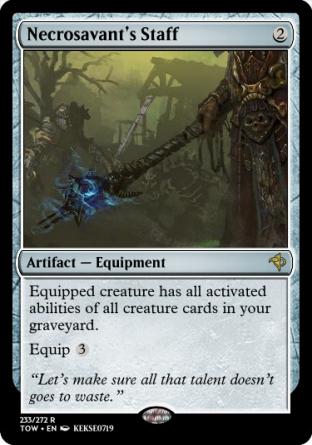 Necrosavant's Staff 2
Artifact — Equipment
Equipped creature has all activated
abilities of all creature cards in your
graveyard.
Equip 3
“Let’s make sure all that talent doesn’t
goes to waste.”
233/272 R
TOW • EN KEKSE0719